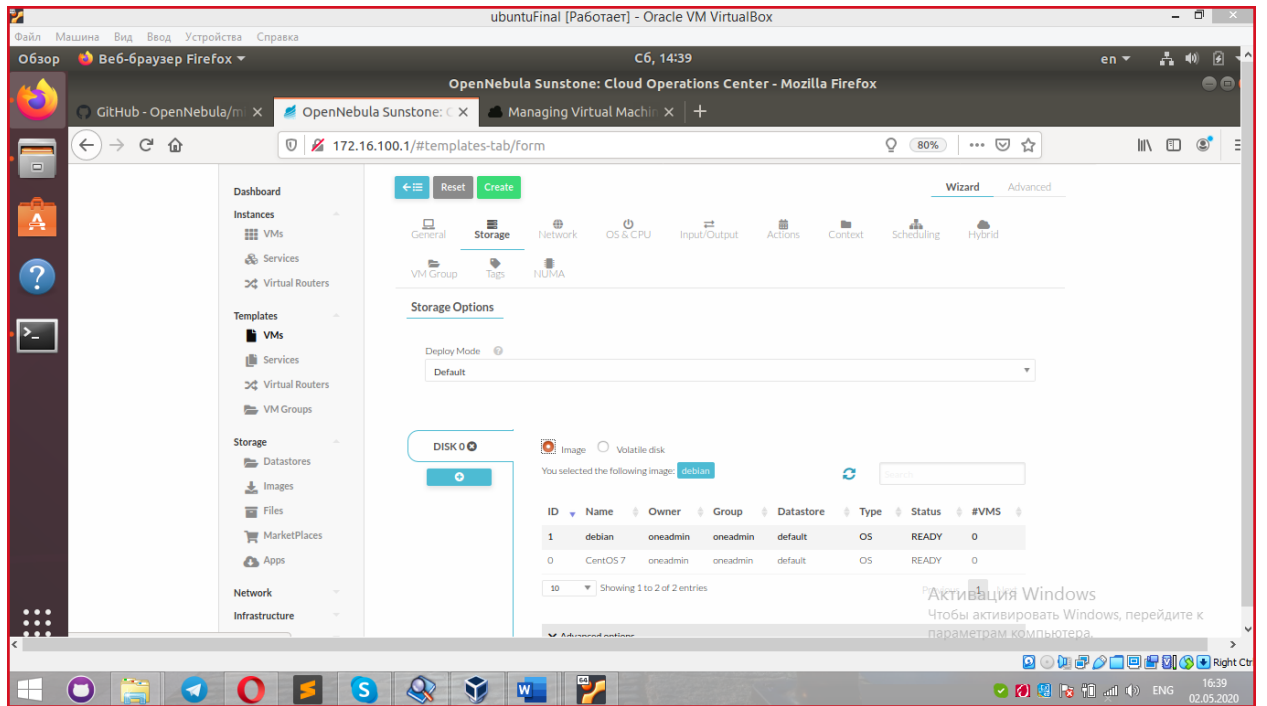 ubuntuFinal [Работает] - Oracle VM VirtualBox
Файл Машина Вид Ввод Устройства Справка
Обзор Веб-браузер Firefox Сб, 14:39 en
OpenNebula Sunstone: Cloud Operations Center - Mozilla Firefox
GitHub - OpenNebula/mi OpenNebula Sunstone: C Managing Virtual Machin
172.16.100.1/#templates-tab/form 80%
Dashboard
Instances
VMs
Services
Virtual Routers
Templates
VMs
Services
Virtual Routers
VM Groups
Storage
Datastores
Images
Files
MarketPlaces
Apps
Network
Infrastructure
Reset Create Wizard Advanced
General Storage Network OS & CPU Input/Output Actions Context Scheduling Hybrid
VM Group Tags NUMA
Storage Options
Deploy Mode
Default
DISK 0
Image Volatile disk
You selected the following image: debian
Search
ID Name Owner Group Datastore Type Status #VMS
1 debian oneadmin oneadmin default OS READY 0
0 CentOS 7 oneadmin oneadmin default OS READY 0
10 Showing 1 to 2 of 2 entries 1
Advanced options
Активация Windows
Чтобы активировать Windows, перейдите к
параметрам компьютера.
Right Ctr
64
ENG 16:39
02.05.2020